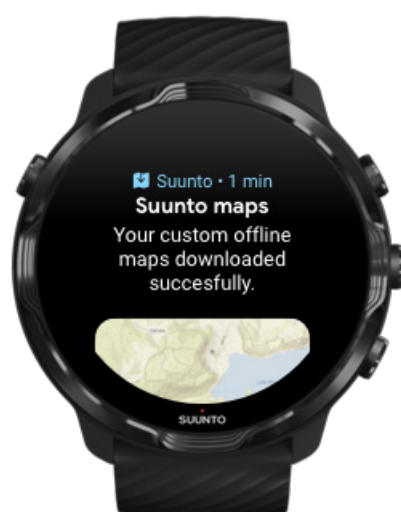 Suunto • 1 min
Suunto maps
Your custom offline
maps downloaded
succesfully.
SUUNTO